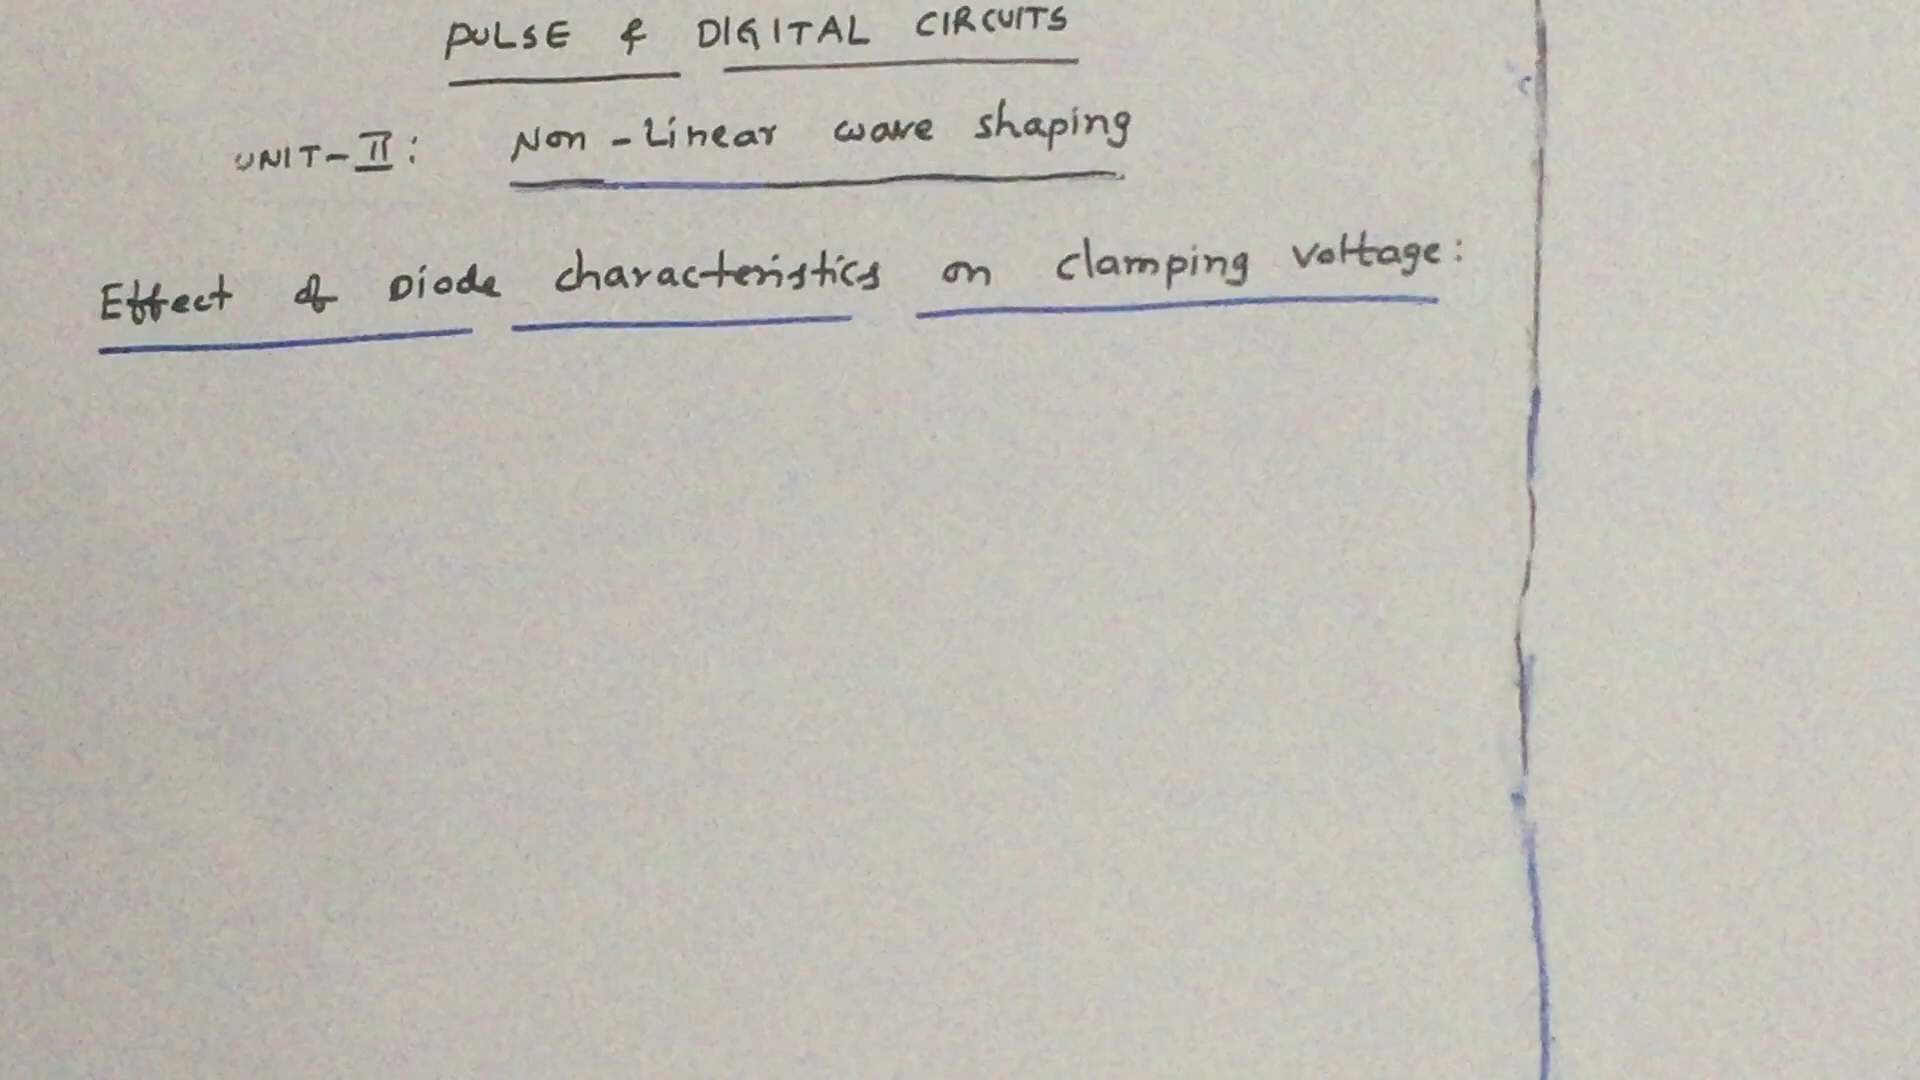 PULSE & DIGITAL CIRCUITS
UNIT-II: Non-Linear wave shaping
Effect of Diode characteristics on clamping voltage: